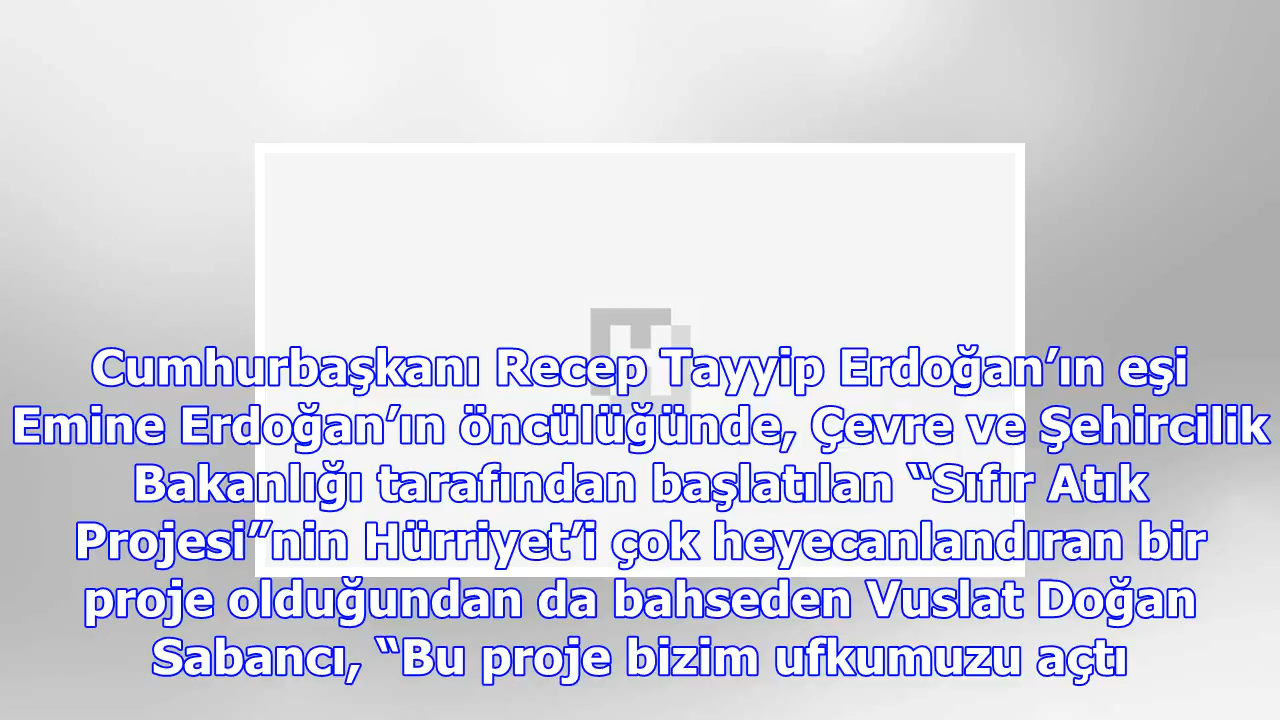 Cumhurbaşkanı Recep Tayyip Erdoğan’ın eşi
Emine Erdoğan’ın öncülüğünde, Çevre ve Şehircilik
Bakanlığı tarafından başlatılan “Sıfır Atık
Projesi”nin Hürriyet’i çok heyecanlandıran bir
proje olduğundan da bahseden Vuslat Doğan
Sabancı, “Bu proje bizim ufkumuzu açtı